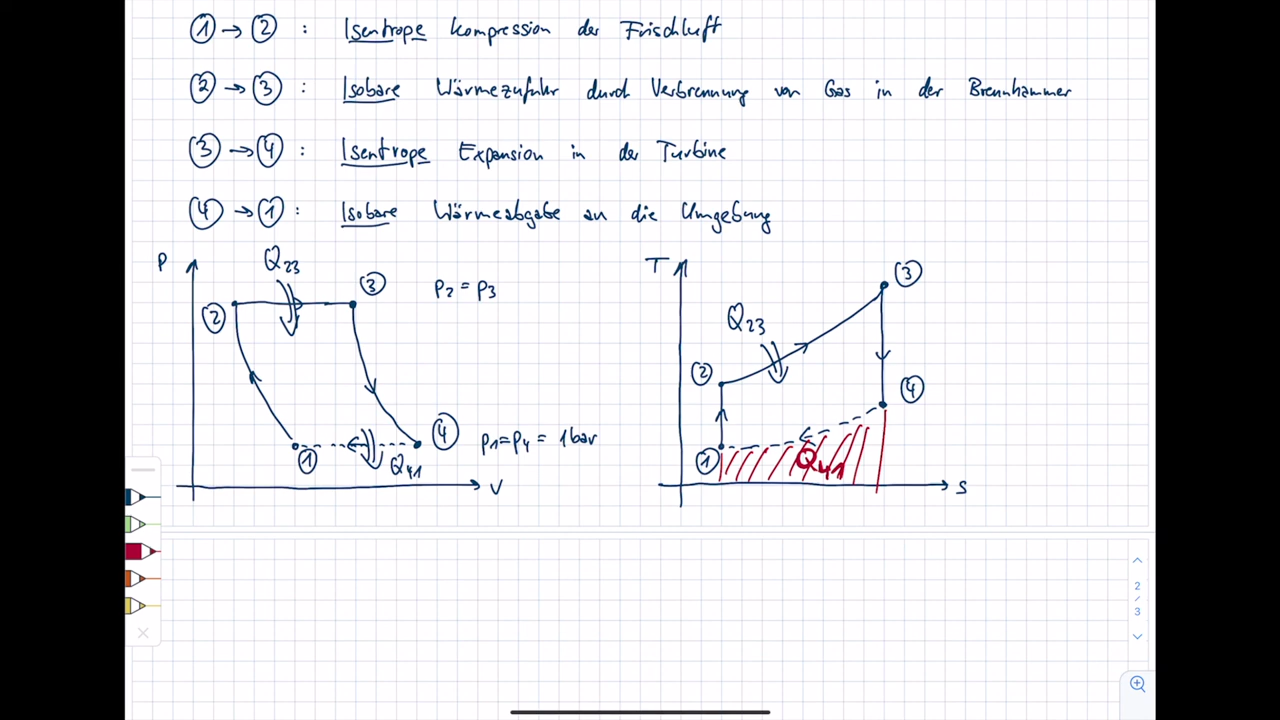 ① → ② : Isentrope Kompression der Frischluft
② → ③ : Isobare Wärmezufuhr durch Verbrennung von Gas in der Brennkammer
③ → ④ : Isentrope Expansion in der Turbine
④ → ① : Isobare Wärmeabgabe an die Umgebung
P
Q23
③
p2 = p3
②
④
p1=p4 = 1bar
①
Q41
V
T
③
Q23
②
④
①
Q41
s
2
/
3